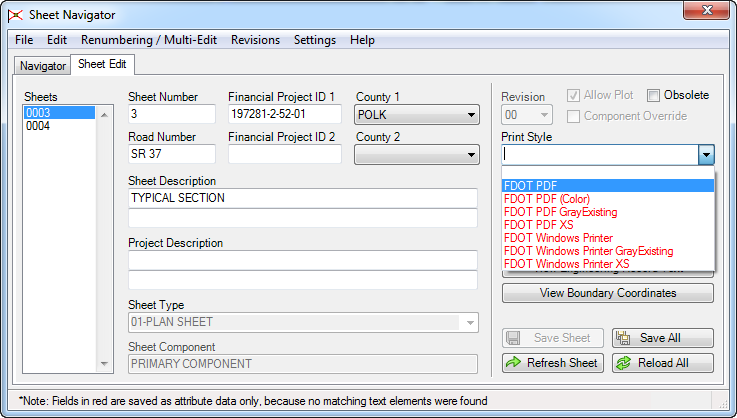 Sheet Navigator
File Edit Renumbering / Multi-Edit Revisions Settings Help
Navigator Sheet Edit
Sheets
0003
0004
Sheet Number Financial Project ID 1 County 1
3 197281-2-52-01 POLK
Road Number Financial Project ID 2 County 2
SR 37
Sheet Description
TYPICAL SECTION
Project Description
Sheet Type
01-PLAN SHEET
Sheet Component
PRIMARY COMPONENT
Revision Allow Plot Obsolete
00 Component Override
Print Style
FDOT PDF
FDOT PDF (Color)
FDOT PDF GrayExisting
FDOT PDF XS
FDOT Windows Printer
FDOT Windows Printer GrayExisting
FDOT Windows Printer XS
View Boundary Coordinates
Save Sheet Save All
Refresh Sheet Reload All
*Note: Fields in red are saved as attribute data only, because no matching text elements were found